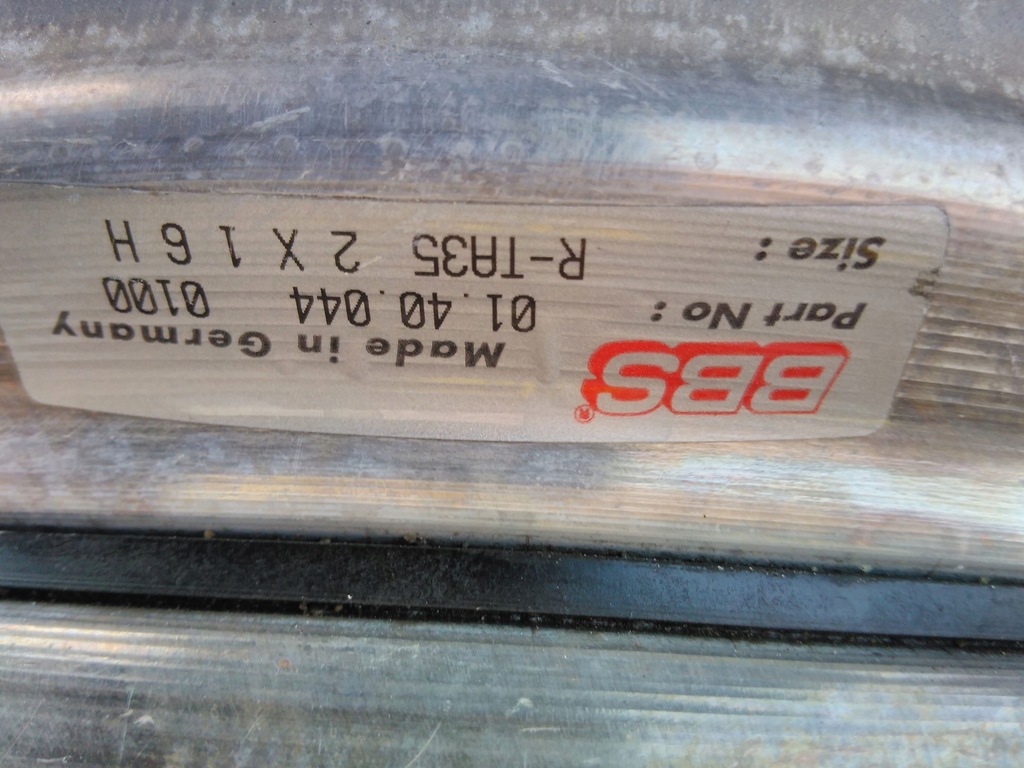 BBS® Made in Germany
Part No : 01.40.044 0100
Size : R-TA35 2 X 1 6 H